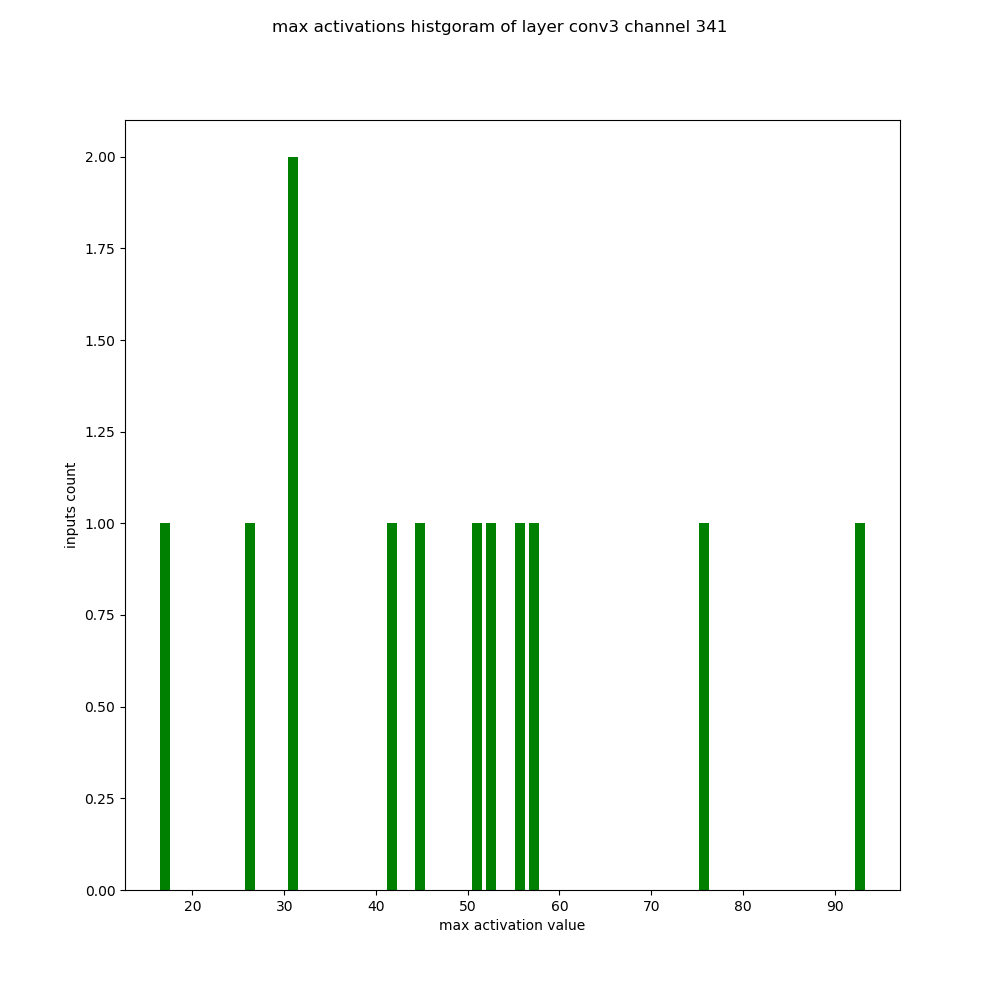 max activations histgoram of layer conv3 channel 341
2.00
1.75
1.50
1.25
1.00
0.75
0.50
0.25
0.00
inputs count
20 30 40 50 60 70 80 90
max activation value